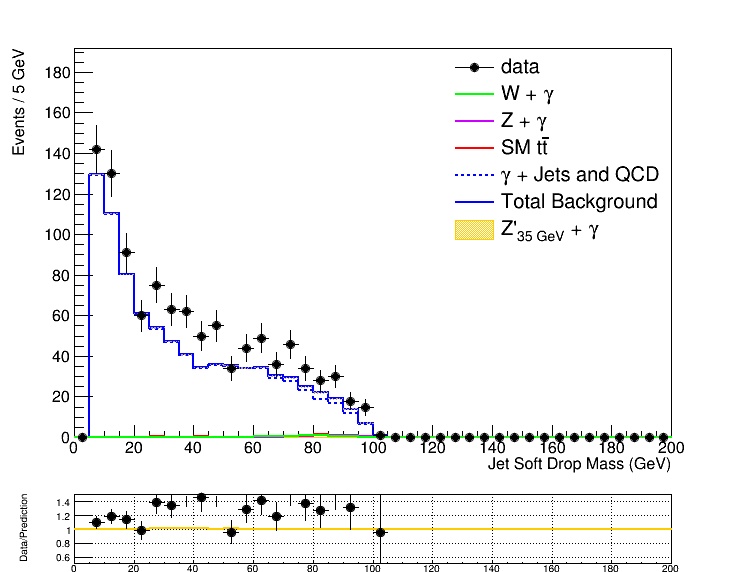 Events / 5 GeV
180
160
140
120
100
80
60
40
20
0
data
W + γ
Z + γ
SM tt̄
γ + Jets and QCD
Total Background
Z'35 GeV + γ
0 20 40 60 80 100 120 140 160 180 200
Jet Soft Drop Mass (GeV)
Data/Prediction
1.4
1.2
1
0.8
0.6
0 20 40 60 80 100 120 140 160 180 200